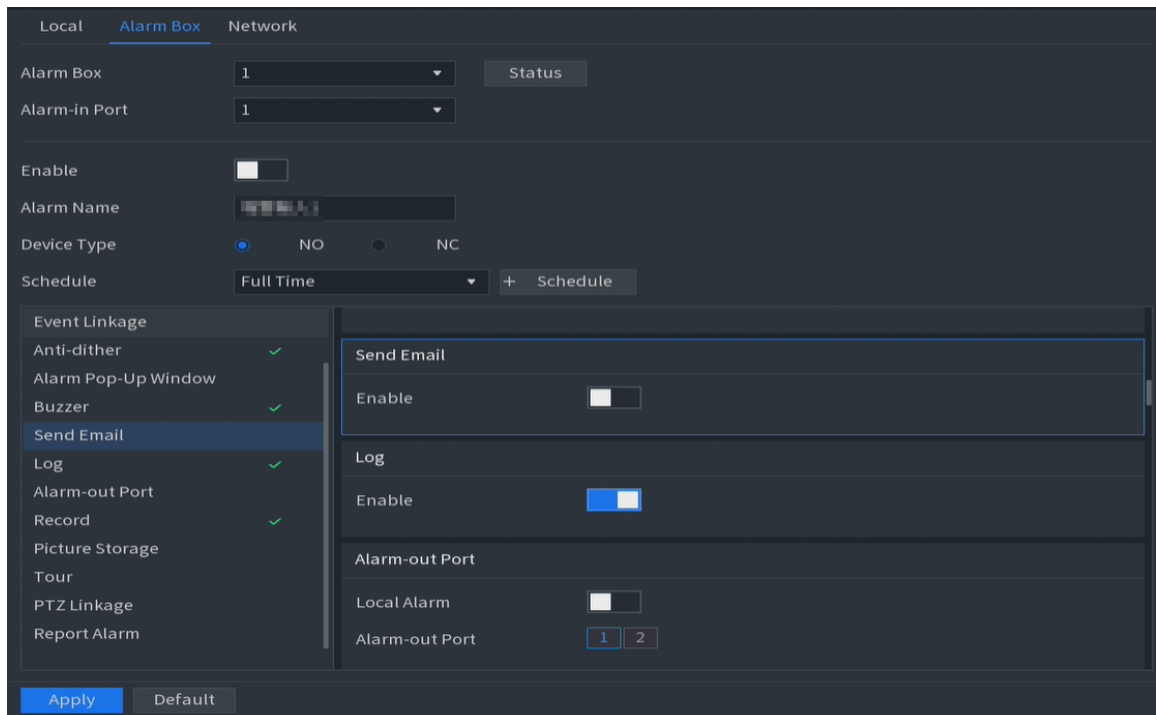 Local Alarm Box Network
Alarm Box 1 Status
Alarm-in Port 1
Enable
Alarm Name
Device Type NO NC
Schedule Full Time + Schedule
Event Linkage
Anti-dither
Alarm Pop-Up Window
Buzzer
Send Email
Log
Alarm-out Port
Record
Picture Storage
Tour
PTZ Linkage
Report Alarm
Send Email
Enable
Log
Enable
Alarm-out Port
Local Alarm
Alarm-out Port 1 2
Apply Default